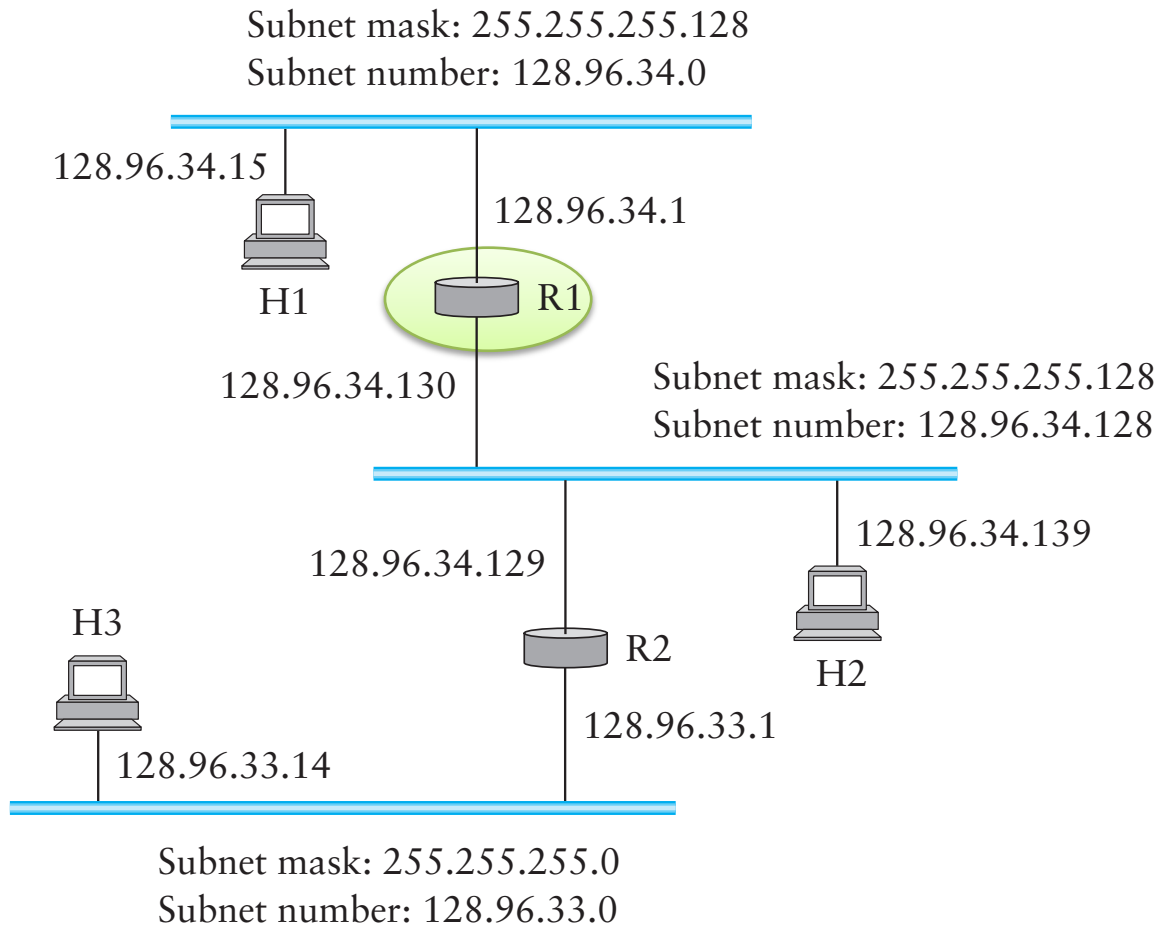 Subnet mask: 255.255.255.128
Subnet number: 128.96.34.0
128.96.34.15
128.96.34.1
H1
R1
128.96.34.130
Subnet mask: 255.255.255.128
Subnet number: 128.96.34.128
128.96.34.129
128.96.34.139
H3
R2
H2
128.96.33.1
128.96.33.14
Subnet mask: 255.255.255.0
Subnet number: 128.96.33.0